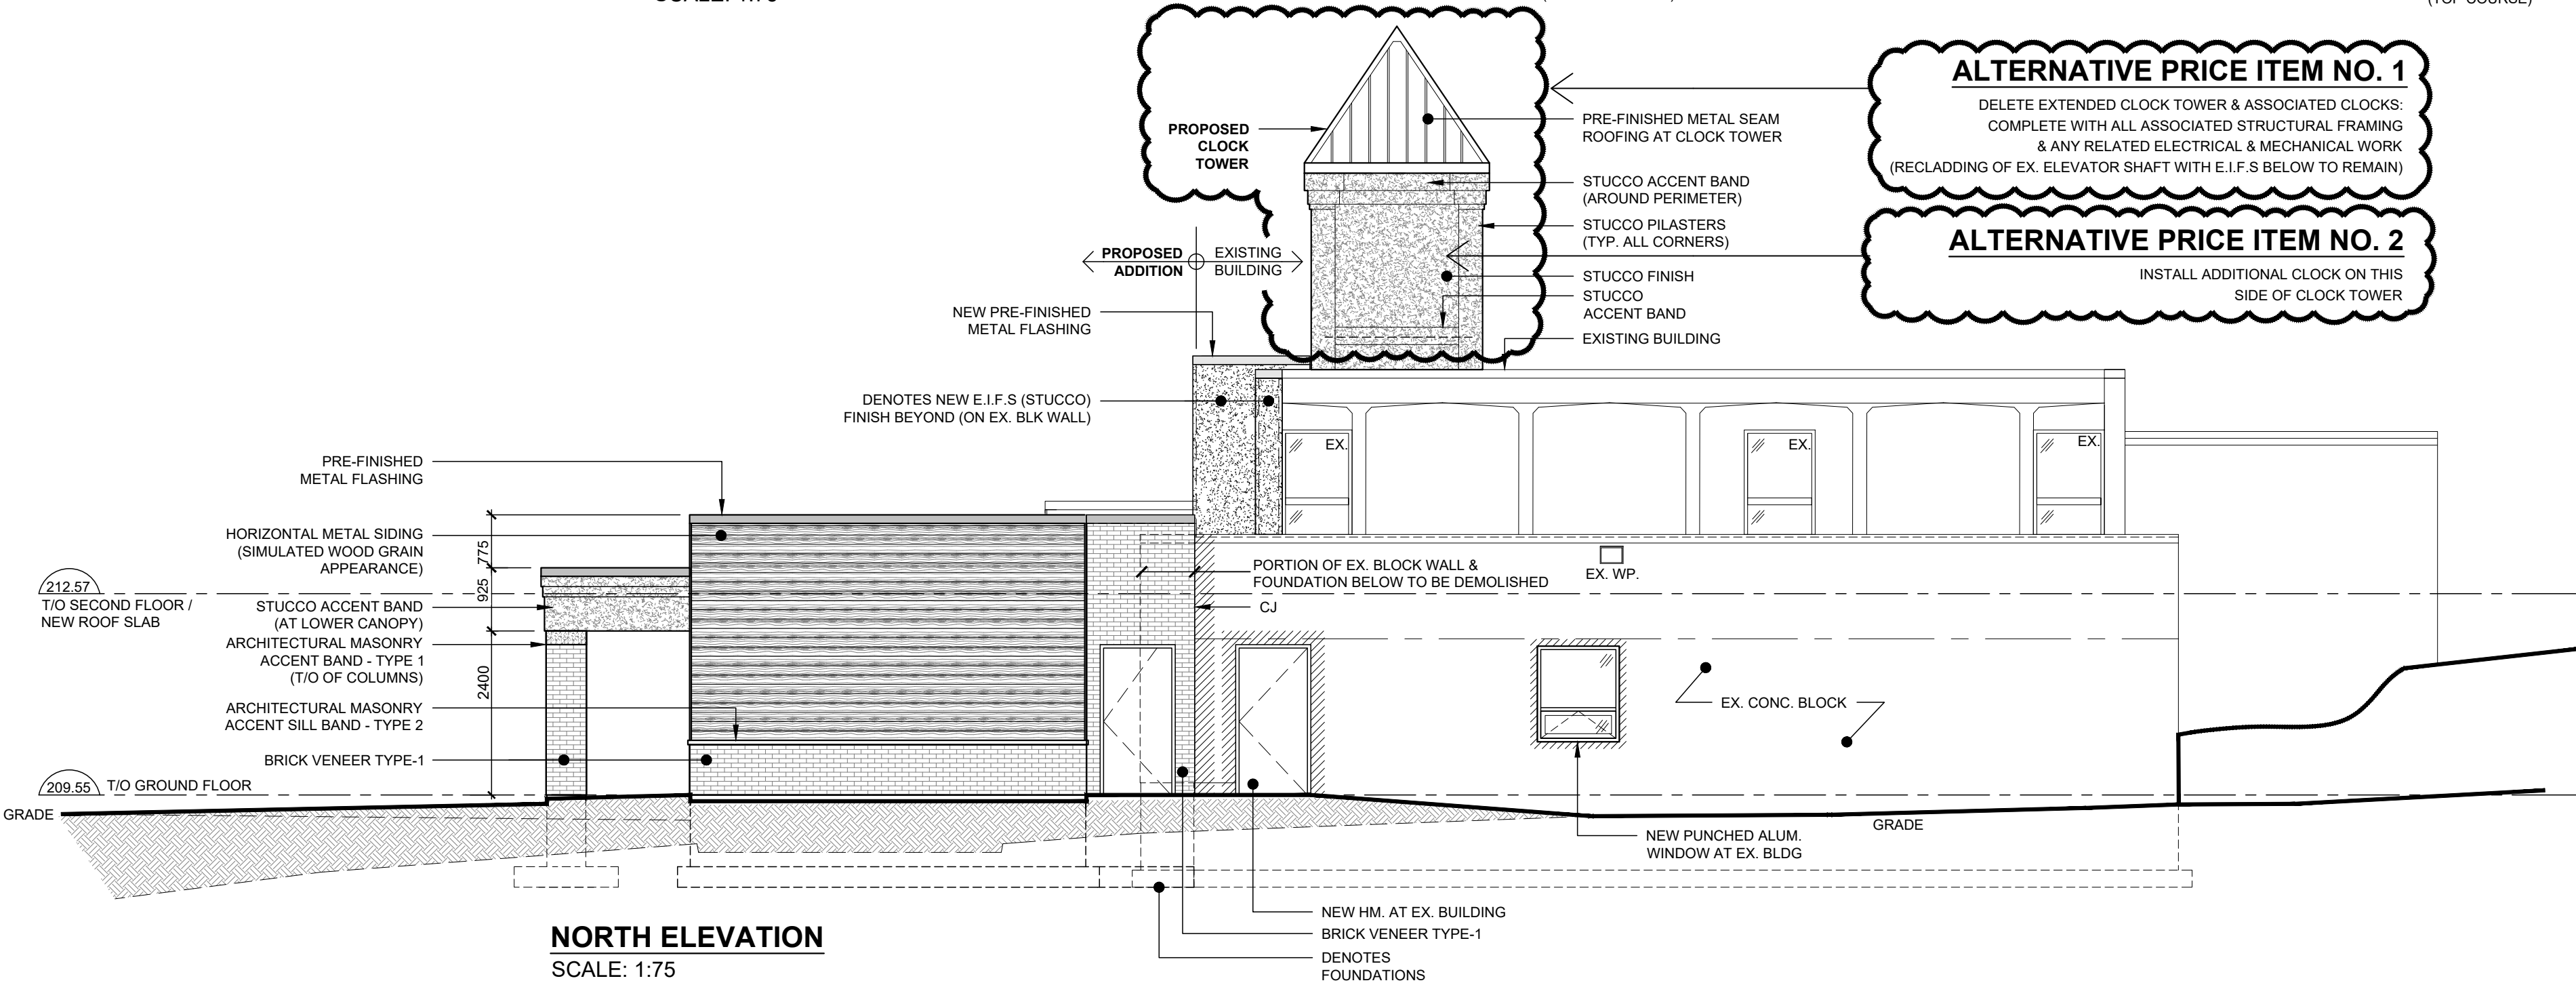 SCALE: 1:75
(TOP COURSE)
ALTERNATIVE PRICE ITEM NO. 1
DELETE EXTENDED CLOCK TOWER & ASSOCIATED CLOCKS:
COMPLETE WITH ALL ASSOCIATED STRUCTURAL FRAMING
& ANY RELATED ELECTRICAL & MECHANICAL WORK
(RECLADDING OF EX. ELEVATOR SHAFT WITH E.I.F.S BELOW TO REMAIN)
ALTERNATIVE PRICE ITEM NO. 2
INSTALL ADDITIONAL CLOCK ON THIS
SIDE OF CLOCK TOWER
PROPOSED
CLOCK
TOWER
PRE-FINISHED METAL SEAM
ROOFING AT CLOCK TOWER
STUCCO ACCENT BAND
(AROUND PERIMETER)
STUCCO PILASTERS
(TYP. ALL CORNERS)
STUCCO FINISH
STUCCO
ACCENT BAND
EXISTING BUILDING
PROPOSED
ADDITION
EXISTING
BUILDING
NEW PRE-FINISHED
METAL FLASHING
DENOTES NEW E.I.F.S (STUCCO)
FINISH BEYOND (ON EX. BLK WALL)
EX.
EX.
EX.
PRE-FINISHED
METAL FLASHING
HORIZONTAL METAL SIDING
(SIMULATED WOOD GRAIN
APPEARANCE)
775
925
2400
212.57
T/O SECOND FLOOR /
NEW ROOF SLAB
STUCCO ACCENT BAND
(AT LOWER CANOPY)
ARCHITECTURAL MASONRY
ACCENT BAND - TYPE 1
(T/O OF COLUMNS)
ARCHITECTURAL MASONRY
ACCENT SILL BAND - TYPE 2
BRICK VENEER TYPE-1
209.55
T/O GROUND FLOOR
GRADE
PORTION OF EX. BLOCK WALL &
FOUNDATION BELOW TO BE DEMOLISHED
CJ
EX. WP.
EX. CONC. BLOCK
GRADE
NEW PUNCHED ALUM.
WINDOW AT EX. BLDG
NEW HM. AT EX. BUILDING
BRICK VENEER TYPE-1
DENOTES
FOUNDATIONS
NORTH ELEVATION
SCALE: 1:75